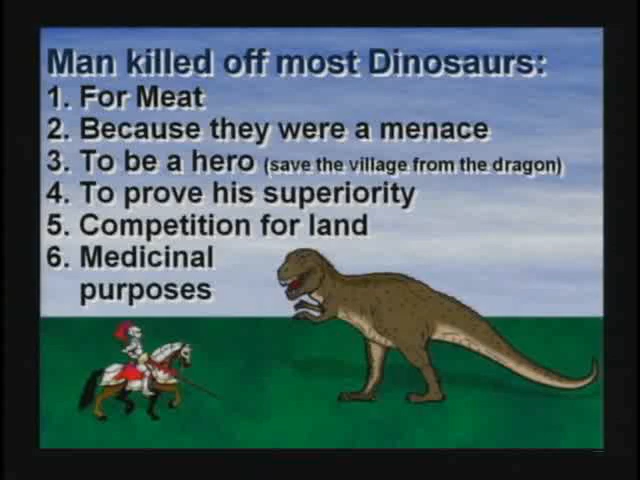 Man killed off most Dinosaurs:
1. For Meat
2. Because they were a menace
3. To be a hero (save the village from the dragon)
4. To prove his superiority
5. Competition for land
6. Medicinal
purposes